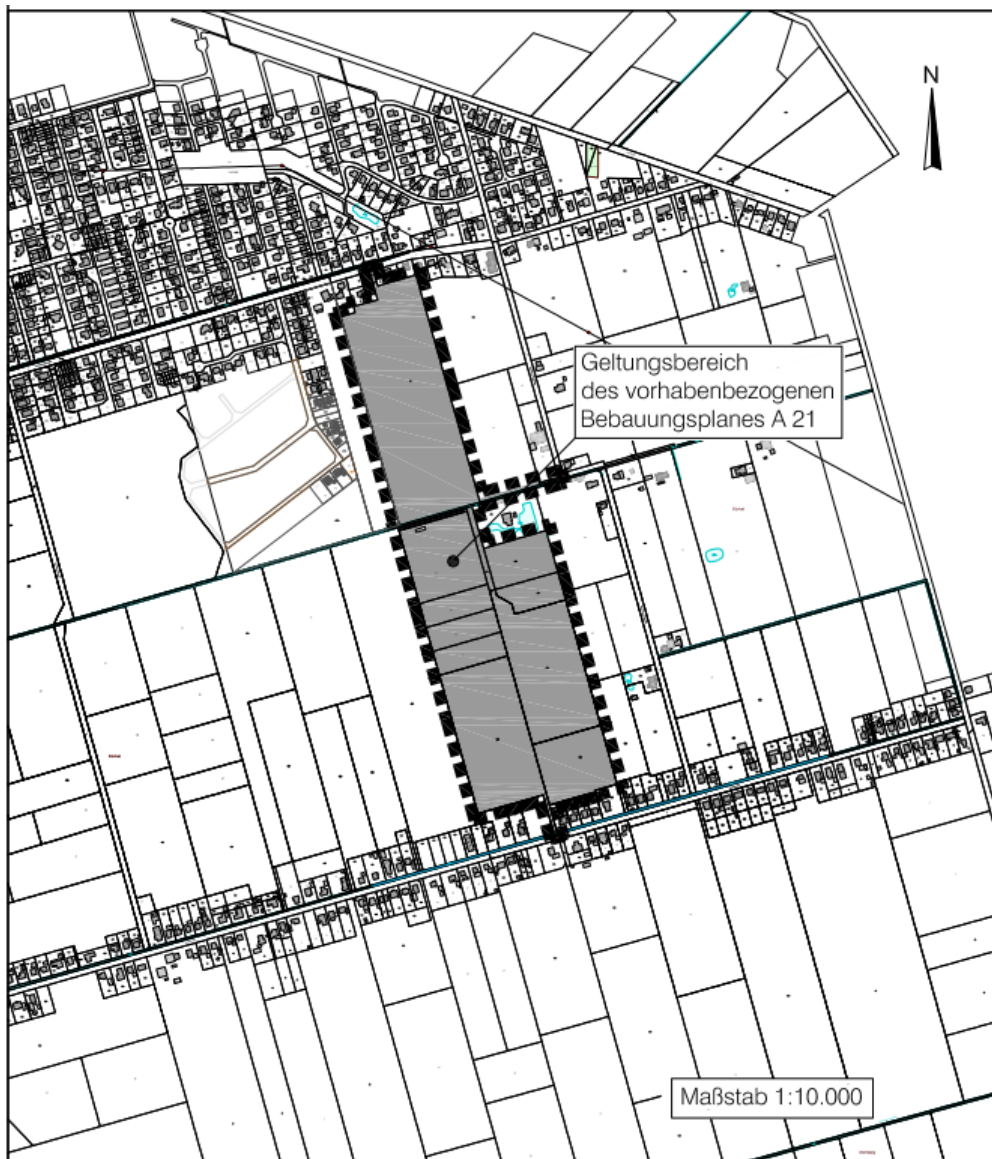 N
Geltungsbereich
des vorhabenbezogenen
Bebauungsplanes A 21
Maßstab 1:10.000